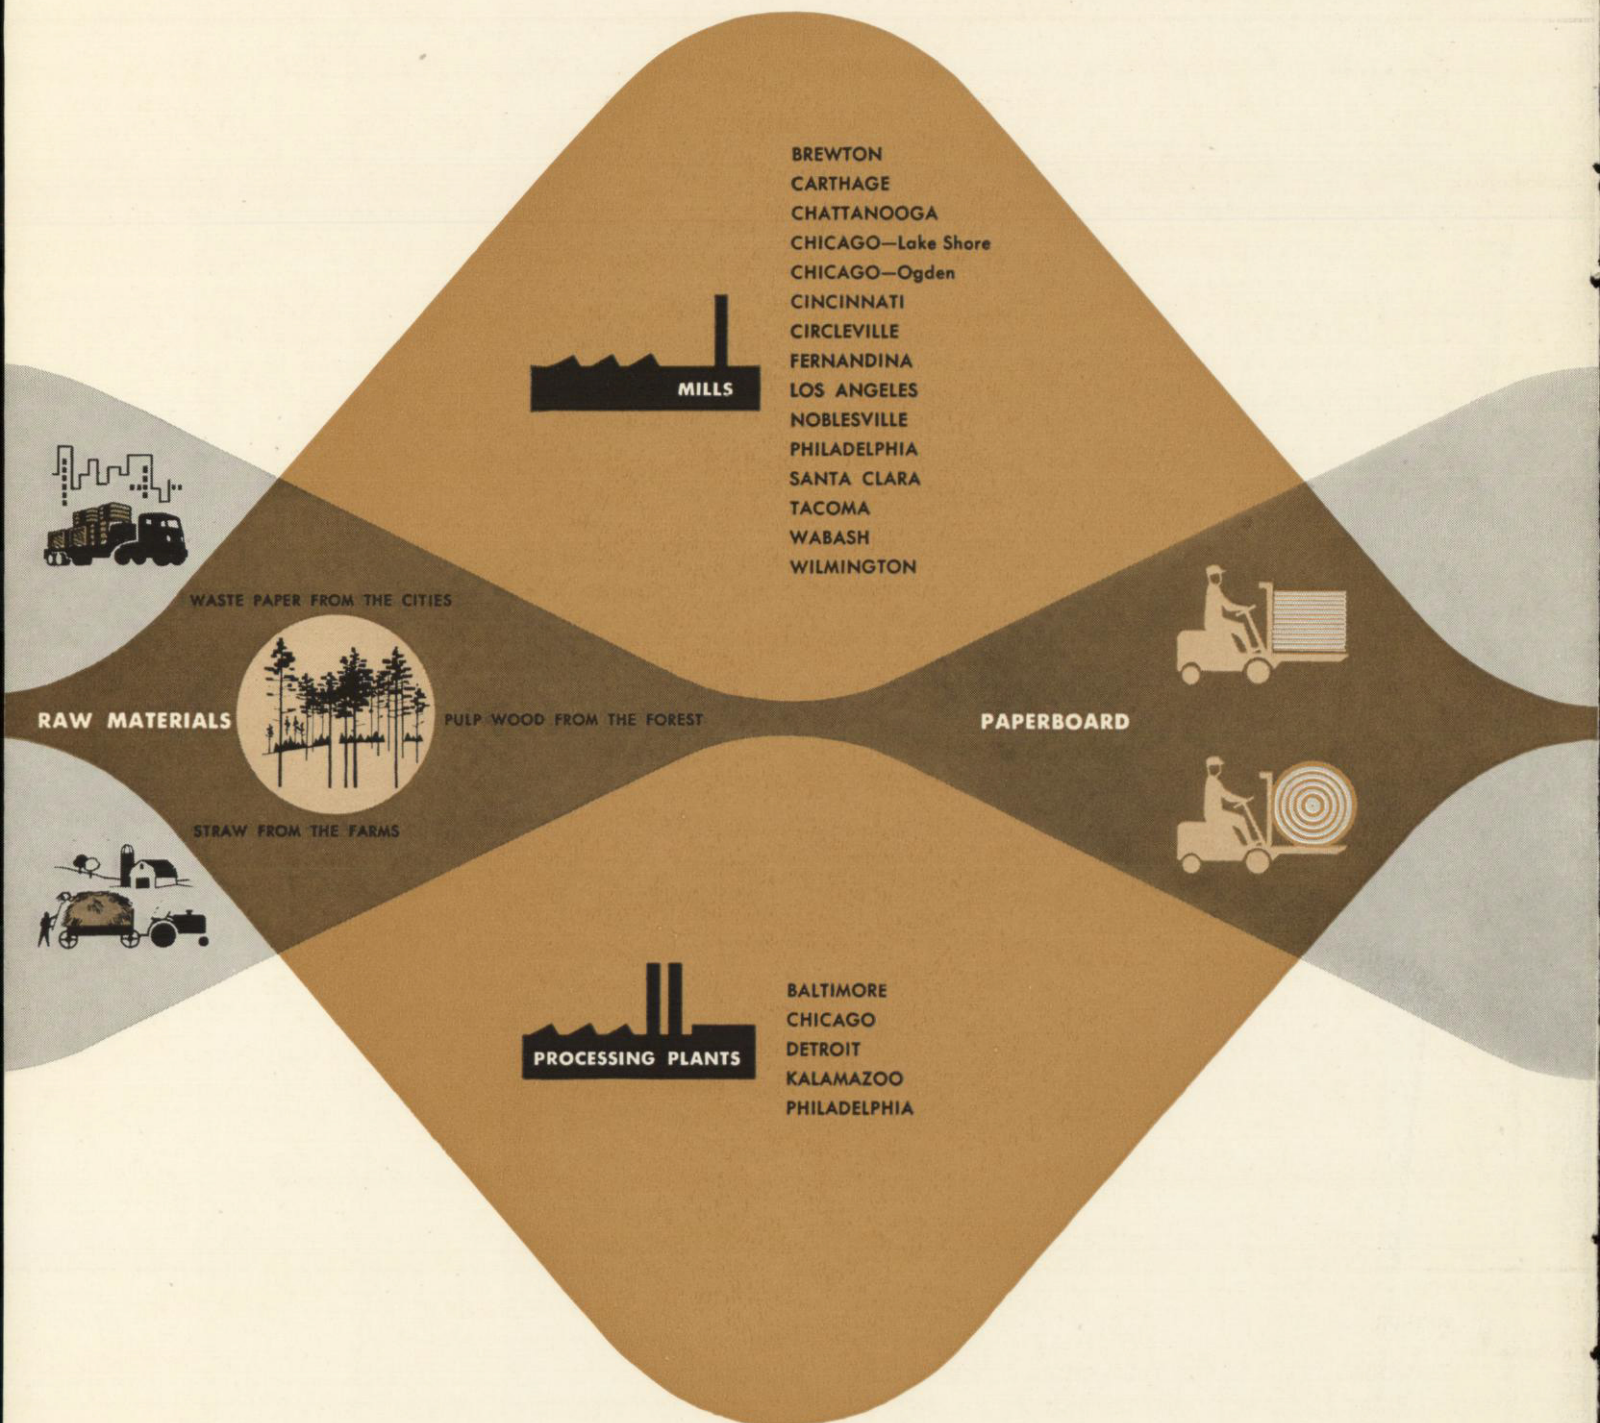 BREWTON
CARTHAGE
CHATTANOOGA
CHICAGO—Lake Shore
CHICAGO—Ogden
CINCINNATI
CIRCLEVILLE
FERNANDINA
LOS ANGELES
NOBLESVILLE
PHILADELPHIA
SANTA CLARA
TACOMA
WABASH
WILMINGTON
MILLS
WASTE PAPER FROM THE CITIES
RAW MATERIALS
PULP WOOD FROM THE FOREST
STRAW FROM THE FARMS
PAPERBOARD
PROCESSING PLANTS
BALTIMORE
CHICAGO
DETROIT
KALAMAZOO
PHILADELPHIA